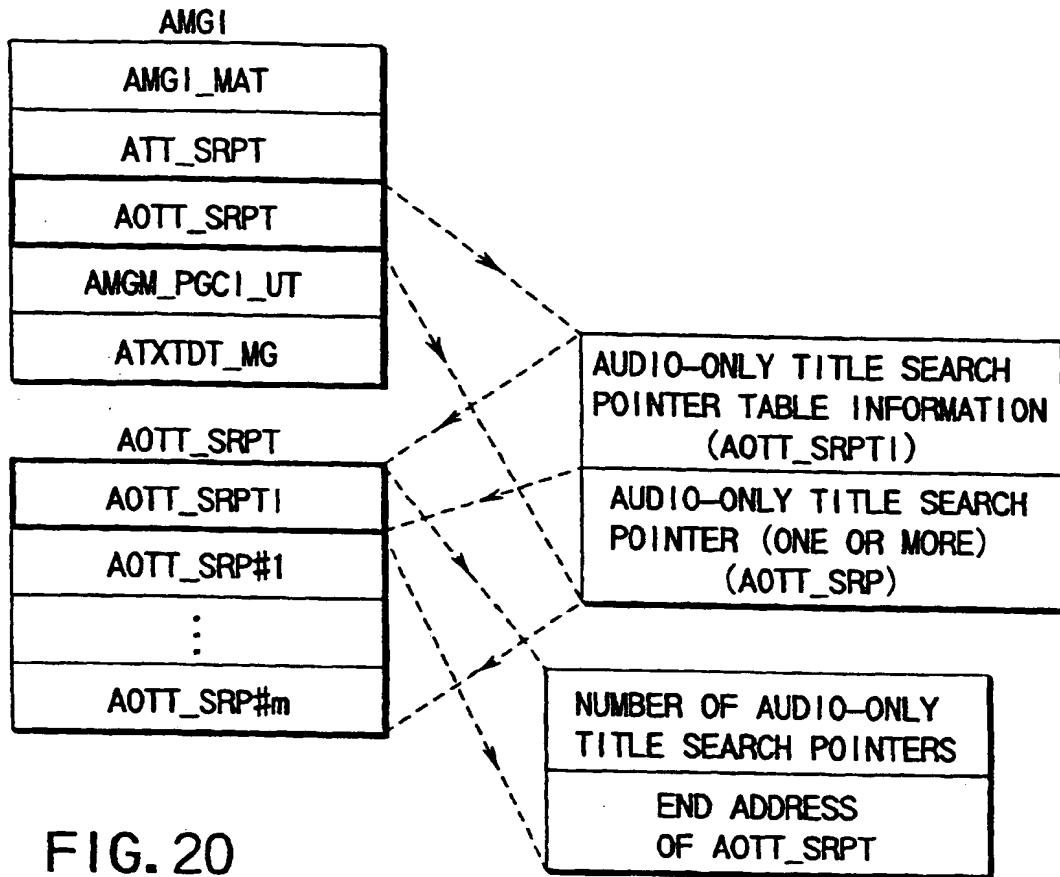 AMGI
AMGI_MAT
ATT_SRPT
AOTT_SRPT
AMGM_PGCI_UT
ATXTDT_MG
AOTT_SRPT
AOTT_SRPTI
AOTT_SRP#1
⋮
AOTT_SRP#m
AUDIO-ONLY TITLE SEARCH
POINTER TABLE INFORMATION
(AOTT_SRPTI)
AUDIO-ONLY TITLE SEARCH
POINTER (ONE OR MORE)
(AOTT_SRP)
NUMBER OF AUDIO-ONLY
TITLE SEARCH POINTERS
END ADDRESS
OF AOTT_SRPT
FIG. 20